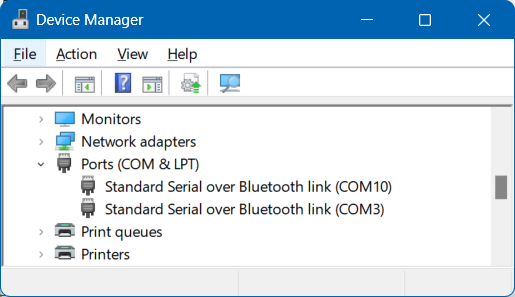 Device Manager
File Action View Help
Monitors
Network adapters
Ports (COM & LPT)
Standard Serial over Bluetooth link (COM10)
Standard Serial over Bluetooth link (COM3)
Print queues
Printers